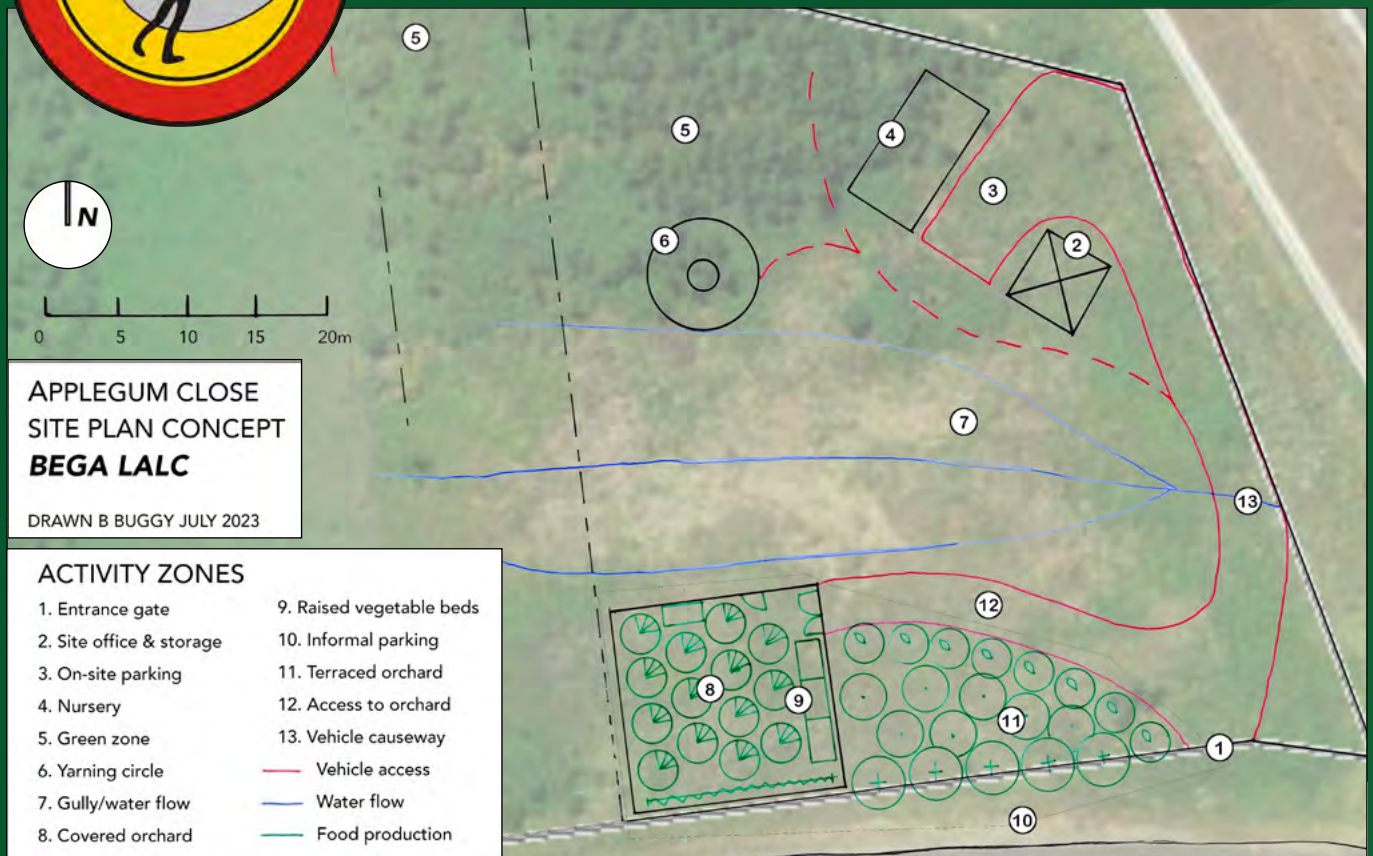 5
5
4
3
6
2
N
0 5 10 15 20m
APPLEGUM CLOSE
SITE PLAN CONCEPT
BEGA LALC
DRAWN B BUGGY JULY 2023
7
13
12
8
9
11
1
10
ACTIVITY ZONES
1. Entrance gate
2. Site office & storage
3. On-site parking
4. Nursery
5. Green zone
6. Yarning circle
7. Gully/water flow
8. Covered orchard
9. Raised vegetable beds
10. Informal parking
11. Terraced orchard
12. Access to orchard
13. Vehicle causeway
Vehicle access
Water flow
Food production